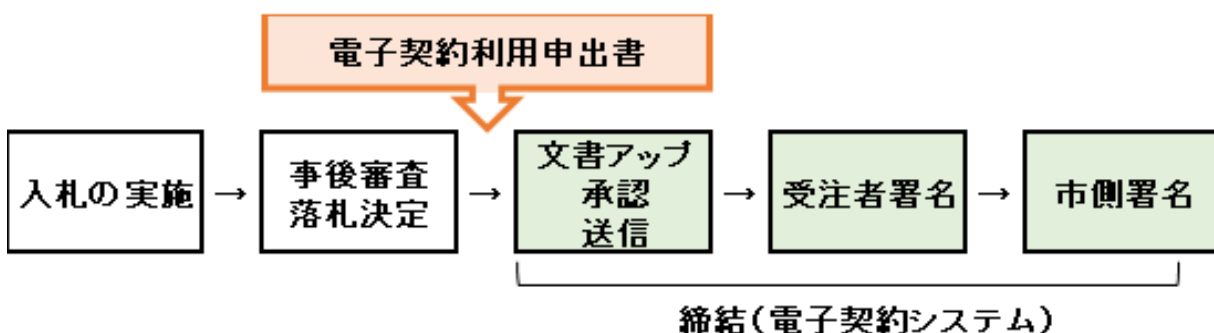 電子契約利用申出書
入札の実施
→
事後審査
落札決定
→
文書アップ
承認
送信
→
受注者署名
→
市側署名
締結(電子契約システム)